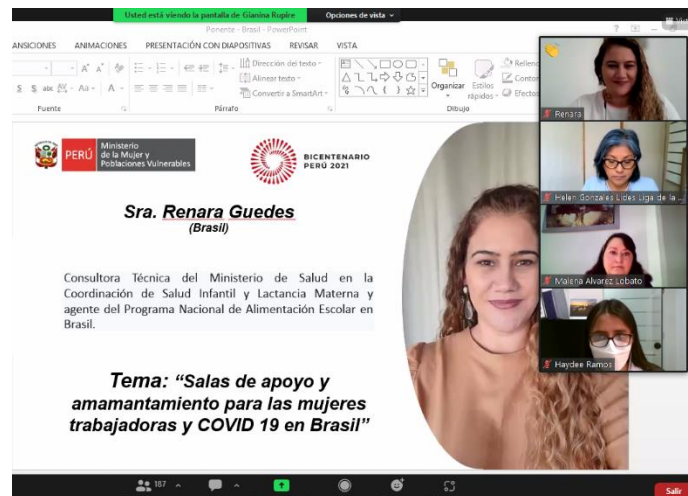 Usted está viendo la pantalla de Gianina Rupire
Opciones de vista
Ponente - Brasil - PowerPoint
ANSICIONES ANIMACIONES PRESENTACIÓN CON DIAPOSITIVAS REVISAR VISTA
Dirección del texto
Alinear texto
Convertir a SmartArt
Organizar
Estilos
rápidos
Relleno
Contor
Efectos
Fuente
Párrafo
Dibujo
PERÚ
Ministerio
de la Mujer y
Poblaciones Vulnerables
BICENTENARIO
PERÚ 2021
Sra. Renara Guedes
(Brasil)
Consultora Técnica del Ministerio de Salud en la
Coordinación de Salud Infantil y Lactancia Materna y
agente del Programa Nacional de Alimentación Escolar en
Brasil.
Tema: “Salas de apoyo y
amamantamiento para las mujeres
trabajadoras y COVID 19 en Brasil”
Renara
Helen Gonzales Lides Liga de la ...
Malena Alvarez Lobato
Haydee Ramos
187
Salir